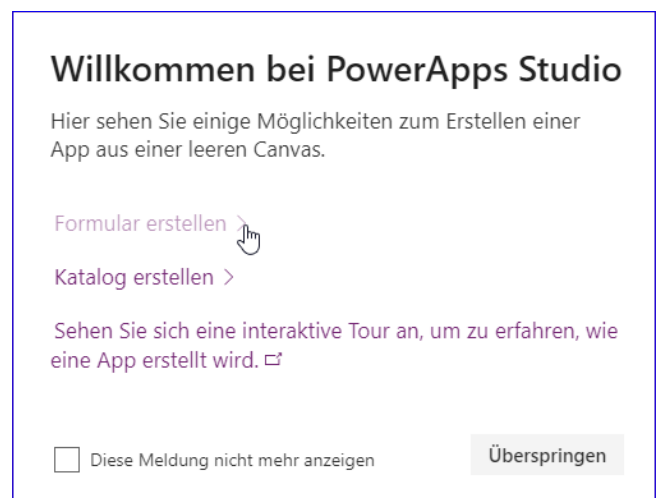 Willkommen bei PowerApps Studio
Hier sehen Sie einige Möglichkeiten zum Erstellen einer
App aus einer leeren Canvas.
Formular erstellen >
Katalog erstellen >
Sehen Sie sich eine interaktive Tour an, um zu erfahren, wie
eine App erstellt wird.
Diese Meldung nicht mehr anzeigen
Überspringen